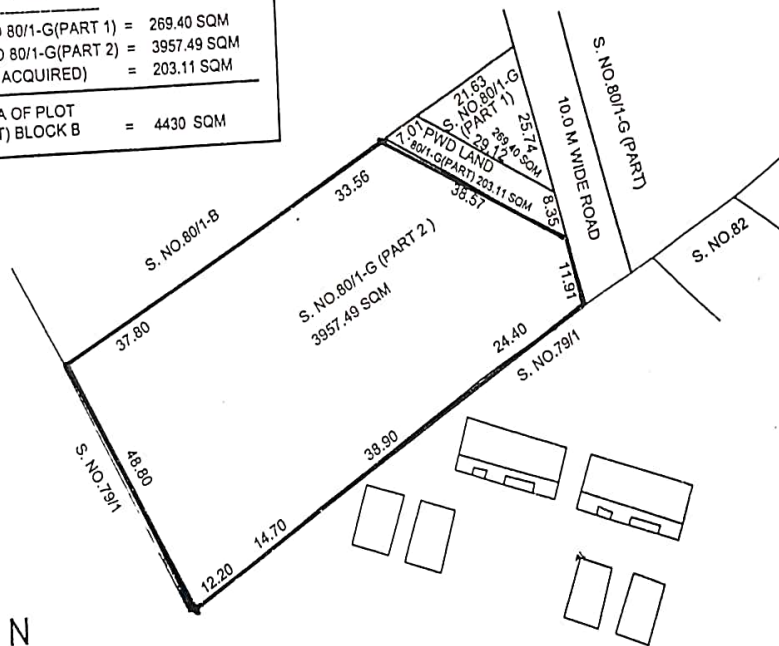 80/1-G(PART 1) = 269.40 SQM
80/1-G(PART 2) = 3957.49 SQM
ACQUIRED) = 203.11 SQM
A OF PLOT
T) BLOCK B = 4430 SQM
21.63
S. NO.80/1-G
(PART 1)
269.40 SQM
25.74
29.12
7.01
PWD LAND
80/1-G(PART) 203.11 SQM
38.57
8.35
10.0 M WIDE ROAD
S. NO.80/1-G (PART)
S. NO.82
33.56
S. NO.80/1-B
37.80
S. NO.80/1-G (PART 2)
3957.49 SQM
11.91
24.40
S. NO.79/1
38.90
48.80
S. NO.79/1
14.70
12.20
N